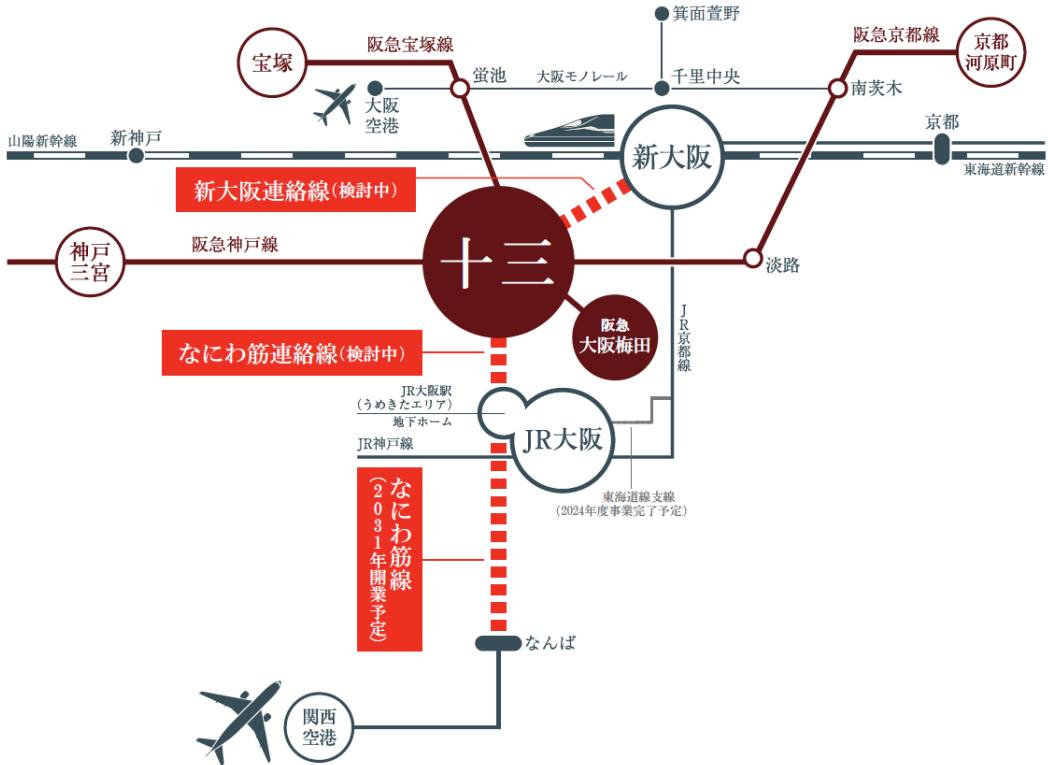 箕面萱野
阪急宝塚線
阪急京都線
宝塚
京都
河原町
蛍池
大阪モノレール
千里中央
大阪
空港
南茨木
山陽新幹線
新神戸
新大阪
京都
東海道新幹線
新大阪連絡線(検討中)
阪急神戸線
神戸
三宮
十三
淡路
阪急
大阪梅田
JR京都線
なにわ筋連絡線(検討中)
JR大阪駅
(うめきたエリア)
地下ホーム
JR大阪
JR神戸線
なにわ筋線
(2031年開業予定)
東海道線支線
(2024年度事業完了予定)
なんば
関西
空港